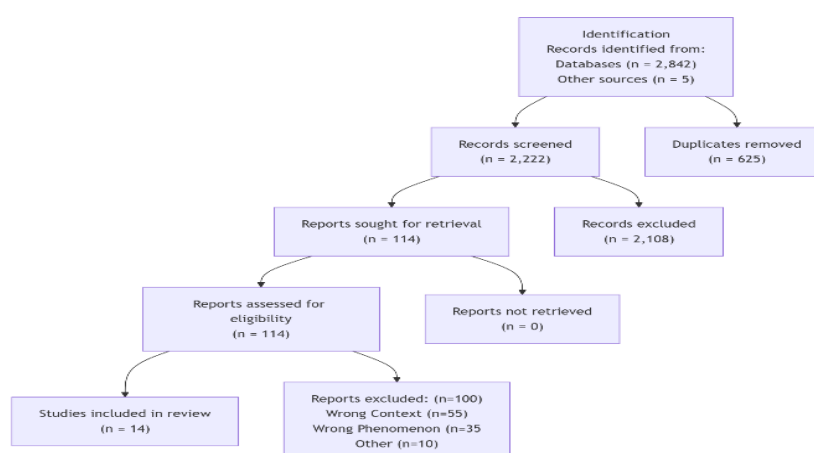 Identification
Records identified from:
Databases (n = 2,842)
Other sources (n = 5)
Records screened
(n = 2,222)
Duplicates removed
(n = 625)
Reports sought for retrieval
(n = 114)
Records excluded
(n = 2,108)
Reports assessed for
eligibility
(n = 114)
Reports not retrieved
(n = 0)
Studies included in review
(n = 14)
Reports excluded: (n=100)
Wrong Context (n=55)
Wrong Phenomenon (n=35
Other (n=10)